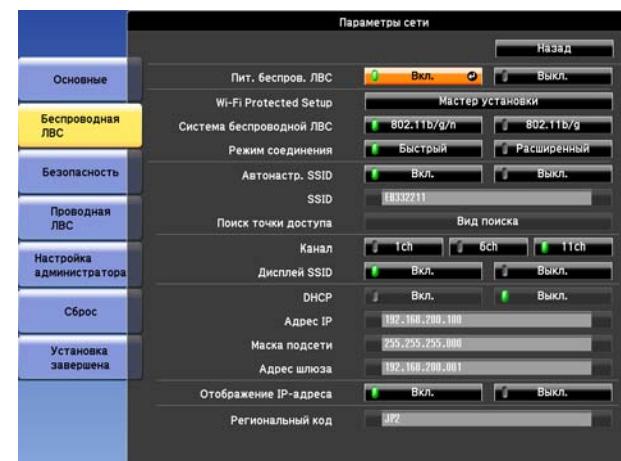 Параметры сети
Назад
Основные
Беспроводная
ЛВС
Безопасность
Проводная
ЛВС
Настройка
администратора
Сброс
Установка
завершена
Пит. беспров. ЛВС Вкл. Выкл.
Wi-Fi Protected Setup Мастер установки
Система беспроводной ЛВС 802.11b/g/n 802.11b/g
Режим соединения Быстрый Расширенный
Автонастр. SSID Вкл. Выкл.
SSID EB332211
Поиск точки доступа Вид поиска
Канал 1ch 6ch 11ch
Дисплей SSID Вкл. Выкл.
DHCP Вкл. Выкл.
Адрес IP 192.168.200.100
Маска подсети 255.255.255.000
Адрес шлюза 192.168.200.001
Отображение IP-адреса Вкл. Выкл.
Региональный код JP2